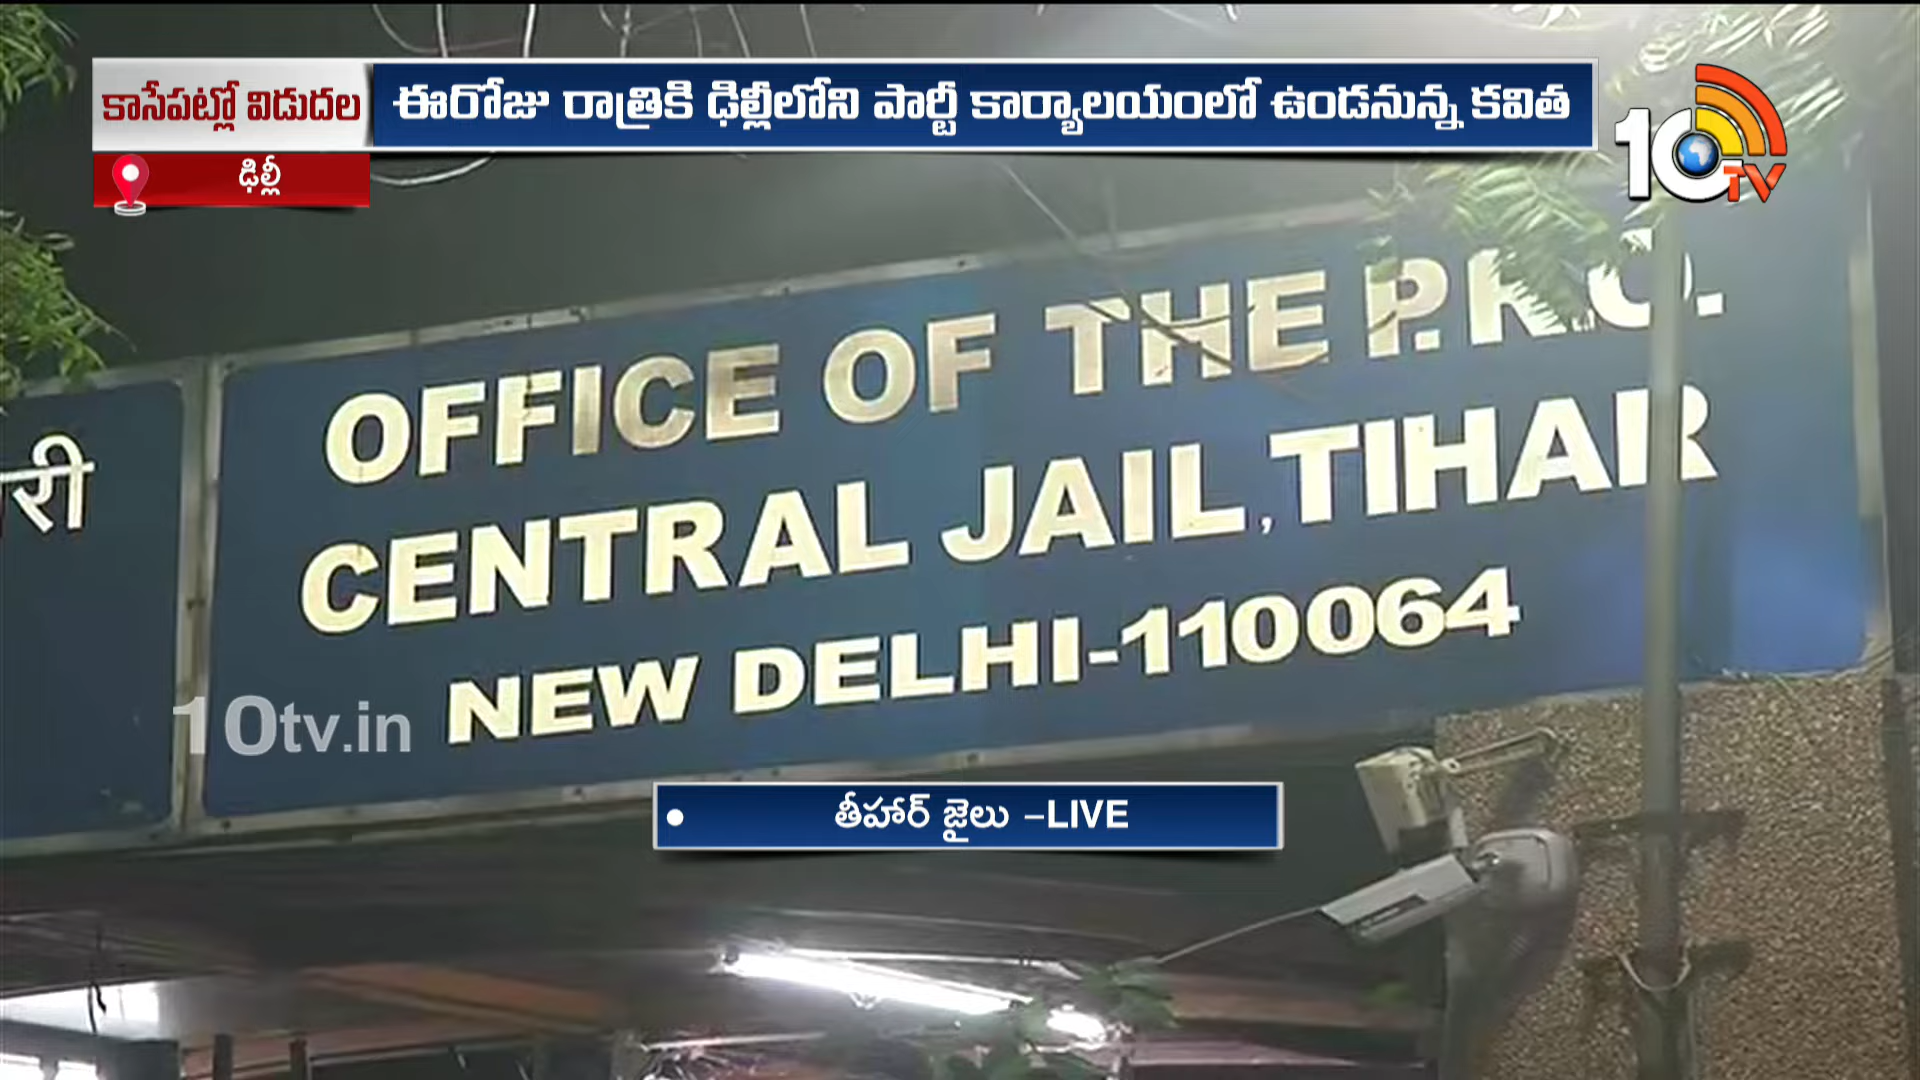 కాసేపట్లో విడుదల
ఈరోజు రాత్రికి ఢిల్లీలోని పార్టీ కార్యాలయంలో ఉండనున్న కవిత
10TV
ఢిల్లీ
री
OFFICE OF THE P.R.O.
CENTRAL JAIL, TIHAR
NEW DELHI-110064
10tv.in
తీహార్ జైలు –LIVE